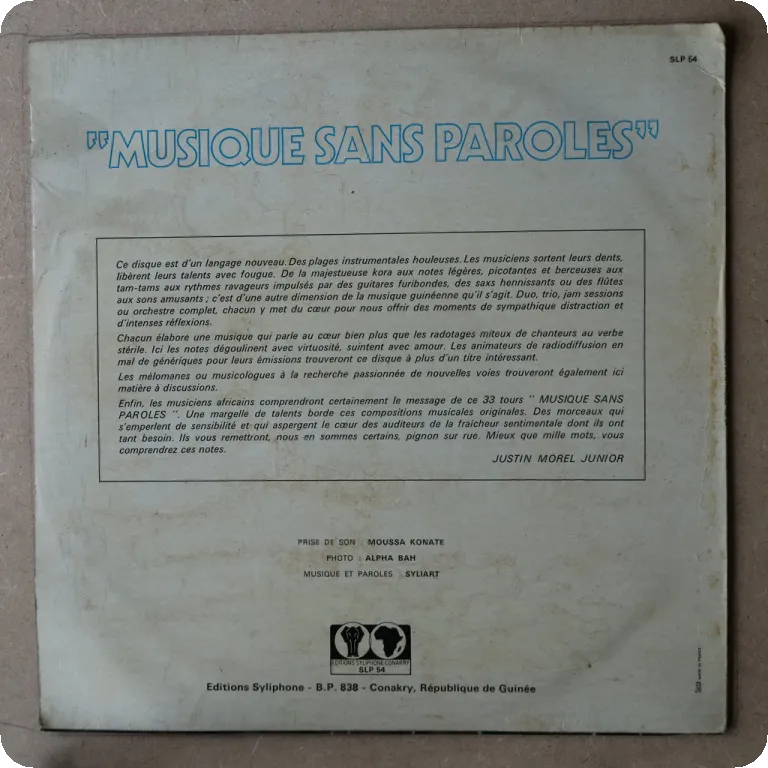 SLP 54
"MUSIQUE SANS PAROLES"
Ce disque est d'un langage nouveau. Des plages instrumentales houleuses. Les musiciens sortent leurs dents,
libèrent leurs talents avec fougue. De la majestueuse kora aux notes légères, picotantes et berceuses aux
tam-tams aux rythmes ravageurs impulsés par des guitares furibondes, des saxs hennissants ou des flûtes
aux sons amusants ; c'est d'une autre dimension de la musique guinéenne qu'il s'agit. Duo, trio, jam sessions
ou orchestre complet, chacun y met du cœur pour nous offrir des moments de sympathique distraction et
d'intenses réflexions.
Chacun élabore une musique qui parle au cœur bien plus que les radotages miteux de chanteurs au verbe
stérile. Ici les notes dégoulinent avec virtuosité, suintent avec amour. Les animateurs de radiodiffusion en
mal de génériques pour leurs émissions trouveront ce disque à plus d'un titre intéressant.
Les mélomanes ou musicologues à la recherche passionnée de nouvelles voies trouveront également ici
matière à discussions.
Enfin, les musiciens africains comprendront certainement le message de ce 33 tours " MUSIQUE SANS
PAROLES ". Une margelle de talents borde ces compositions musicales originales. Des morceaux qui
s'emperlent de sensibilité et qui aspergent le cœur des auditeurs de la fraîcheur sentimentale dont ils ont
tant besoin. Ils vous remettront, nous en sommes certains, pignon sur rue. Mieux que mille mots, vous
comprendrez ces notes.
JUSTIN MOREL JUNIOR
PRISE DE SON : MOUSSA KONATE
PHOTO : ALPHA BAH
MUSIQUE ET PAROLES : SYLIART
EDITIONS SYLIPHONE CONAKRY
SLP 54
Editions Syliphone - B.P. 838 - Conakry, République de Guinée
MADE IN FRANCE